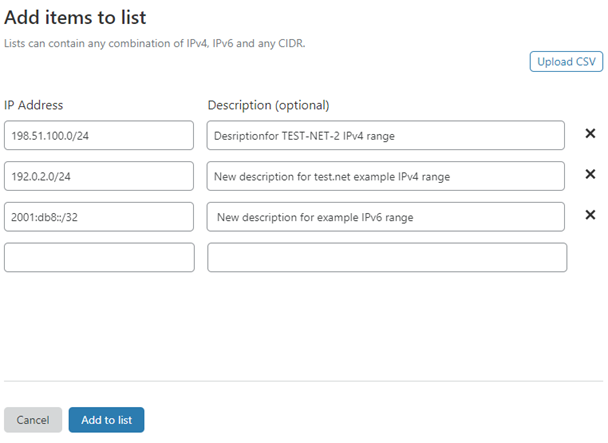 Add items to list
Lists can contain any combination of IPv4, IPv6 and any CIDR.
Upload CSV
IP Address Description (optional)
198.51.100.0/24 Desriptionfor TEST-NET-2 IPv4 range
192.0.2.0/24 New description for test.net example IPv4 range
2001:db8::/32 New description for example IPv6 range
Cancel Add to list